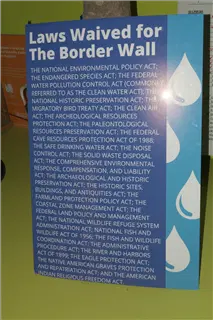 Laws Waived for
The Border Wall
THE NATIONAL ENVIRONMENTAL POLICY ACT;
THE ENDANGERED SPECIES ACT; THE FEDERAL
WATER POLLUTION CONTROL ACT (COMMONLY
REFERRED TO AS THE CLEAN WATER ACT); THE
NATIONAL HISTORIC PRESERVATION ACT; THE
MIGRATORY BIRD TREATY ACT; THE CLEAN AIR
ACT; THE ARCHEOLOGICAL RESOURCES
PROTECTION ACT; THE PALEONTOLOGICAL
RESOURCES PRESERVATION ACT; THE FEDERAL
CAVE RESOURCES PROTECTION ACT OF 1988;
THE SAFE DRINKING WATER ACT; THE NOISE
CONTROL ACT; THE SOLID WASTE DISPOSAL
ACT; THE COMPREHENSIVE ENVIRONMENTAL
RESPONSE, COMPENSATION, AND LIABILITY
ACT; THE ARCHAEOLOGICAL AND HISTORIC
PRESERVATION ACT; THE HISTORIC SITES,
BUILDINGS, AND ANTIQUITIES ACT; THE
FARMLAND PROTECTION POLICY ACT; THE
COASTAL ZONE MANAGEMENT ACT; THE
FEDERAL LAND POLICY AND MANAGEMENT
ACT; THE NATIONAL WILDLIFE REFUGE SYSTEM
ADMINISTRATION ACT; NATIONAL FISH AND
WILDLIFE ACT OF 1956; THE FISH AND WILDLIFE
COORDINATION ACT; THE ADMINISTRATIVE
PROCEDURE ACT; THE RIVER AND HARBORS
ACT OF 1899; THE EAGLE PROTECTION ACT;
THE NATIVE AMERICAN GRAVES PROTECTION
AND REPATRIATION ACT; AND THE AMERICAN
INDIAN RELIGIOUS FREEDOM ACT.